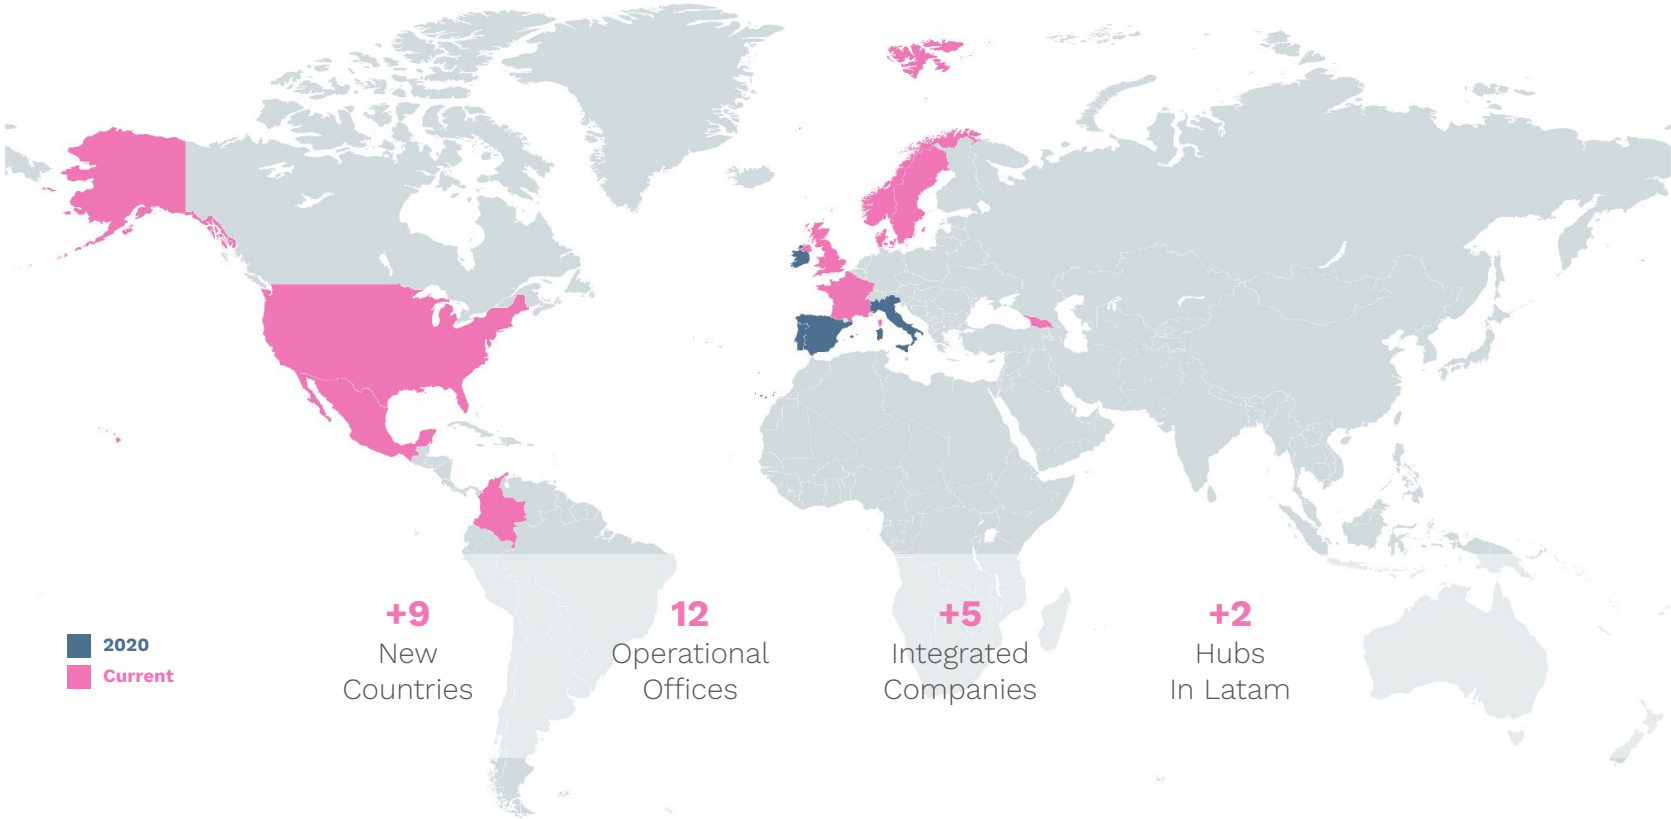 2020
Current
+9
New
Countries
12
Operational
Offices
+5
Integrated
Companies
+2
Hubs
In Latam